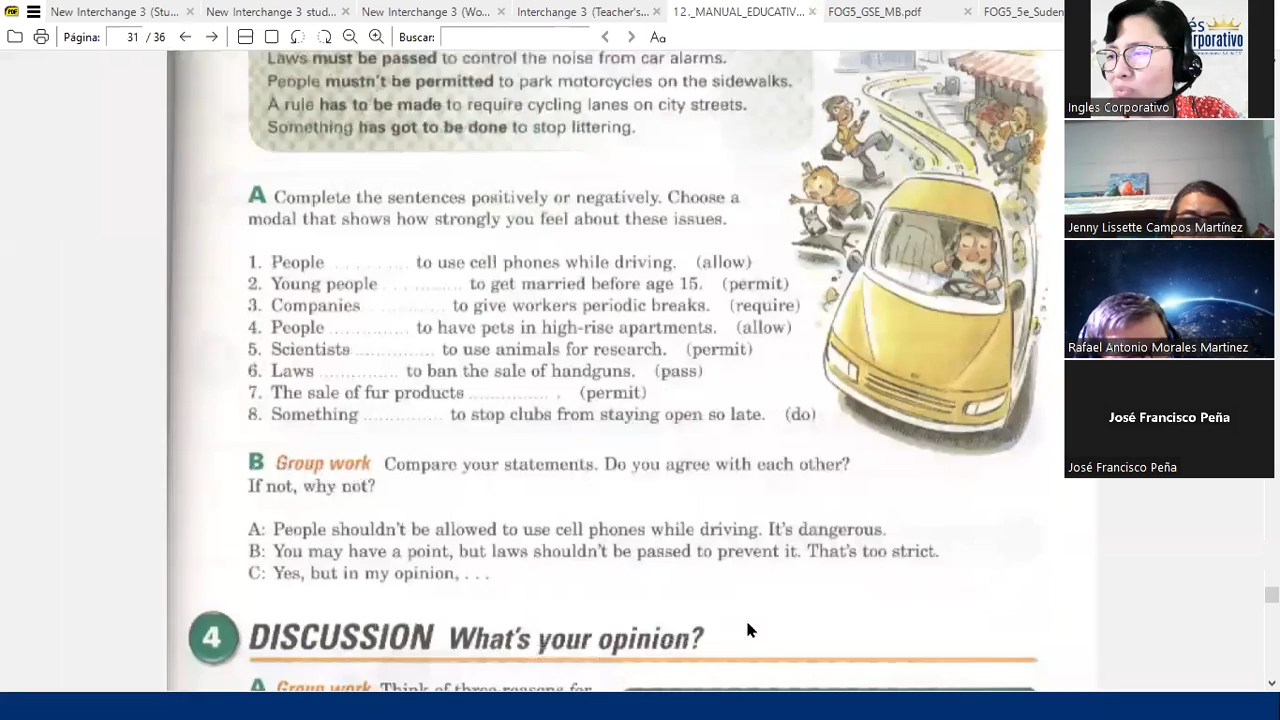 New Interchange 3 (Stu...
New Interchange 3 stud...
New Interchange 3 (Wo...
Interchange 3 (Teacher's...
12._MANUAL_EDUCATIV...
FOG5_GSE_MB.pdf
FOG5_5e_Suden
Página: 31 / 36
Buscar:
Laws must be passed to control the noise from car alarms.
People mustn't be permitted to park motorcycles on the sidewalks.
A rule has to be made to require cycling lanes on city streets.
Something has got to be done to stop littering.
A Complete the sentences positively or negatively. Choose a
modal that shows how strongly you feel about these issues.
1. People ............ to use cell phones while driving. (allow)
2. Young people ............ to get married before age 15. (permit)
3. Companies ............ to give workers periodic breaks. (require)
4. People ............ to have pets in high-rise apartments. (allow)
5. Scientists ............ to use animals for research. (permit)
6. Laws ............ to ban the sale of handguns. (pass)
7. The sale of fur products ............ . (permit)
8. Something ............ to stop clubs from staying open so late. (do)
B Group work Compare your statements. Do you agree with each other?
If not, why not?
A: People shouldn't be allowed to use cell phones while driving. It's dangerous.
B: You may have a point, but laws shouldn't be passed to prevent it. That's too strict.
C: Yes, but in my opinion, . . .
4 DISCUSSION What's your opinion?
A Group work Think of three reasons for
és
rporativo
Ingles Corporativo
Jenny Lissette Campos Martínez
Rafael Antonio Morales Martinez
José Francisco Peña
José Francisco Peña